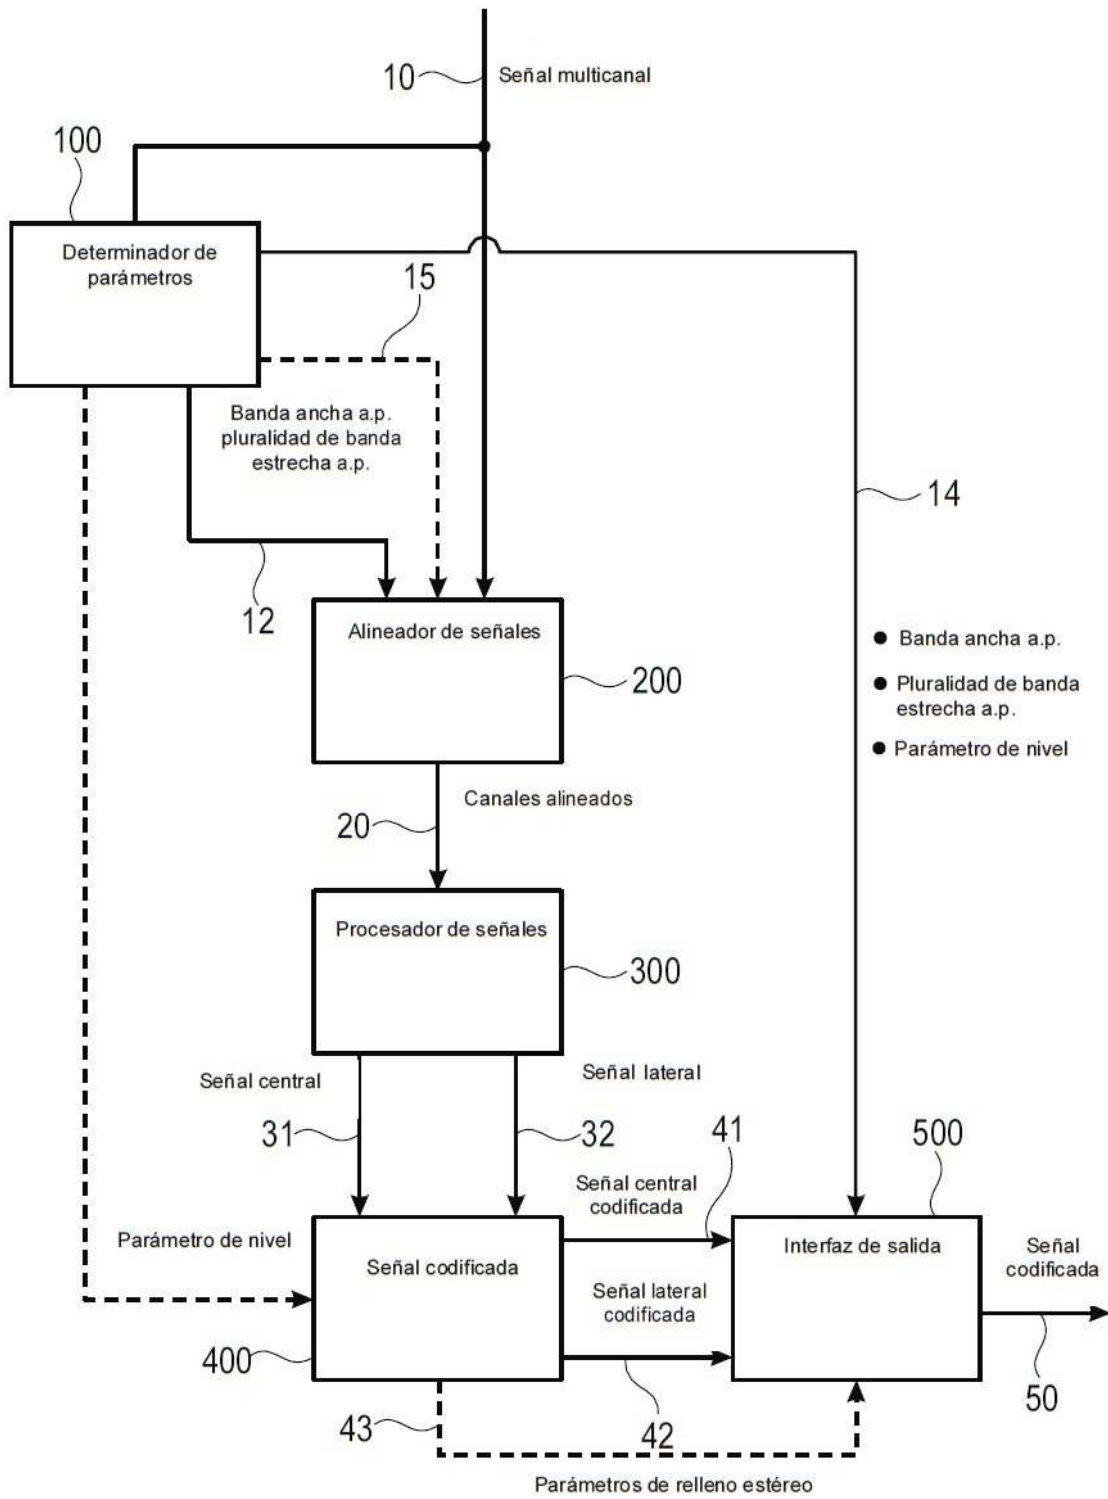 10
Señal multicanal
100
Determinador de
parámetros
15
Banda ancha a.p.
pluralidad de banda
estrecha a.p.
14
12
Alineador de señales
200
● Banda ancha a.p.
● Pluralidad de banda
estrecha a.p.
● Parámetro de nivel
Canales alineados
20
Procesador de señales
300
Señal central
Señal lateral
31
32
41
500
Señal central
codificada
Parámetro de nivel
Señal codificada
Interfaz de salida
Señal
codificada
Señal lateral
codificada
400
43
42
50
Parámetros de relleno estéreo